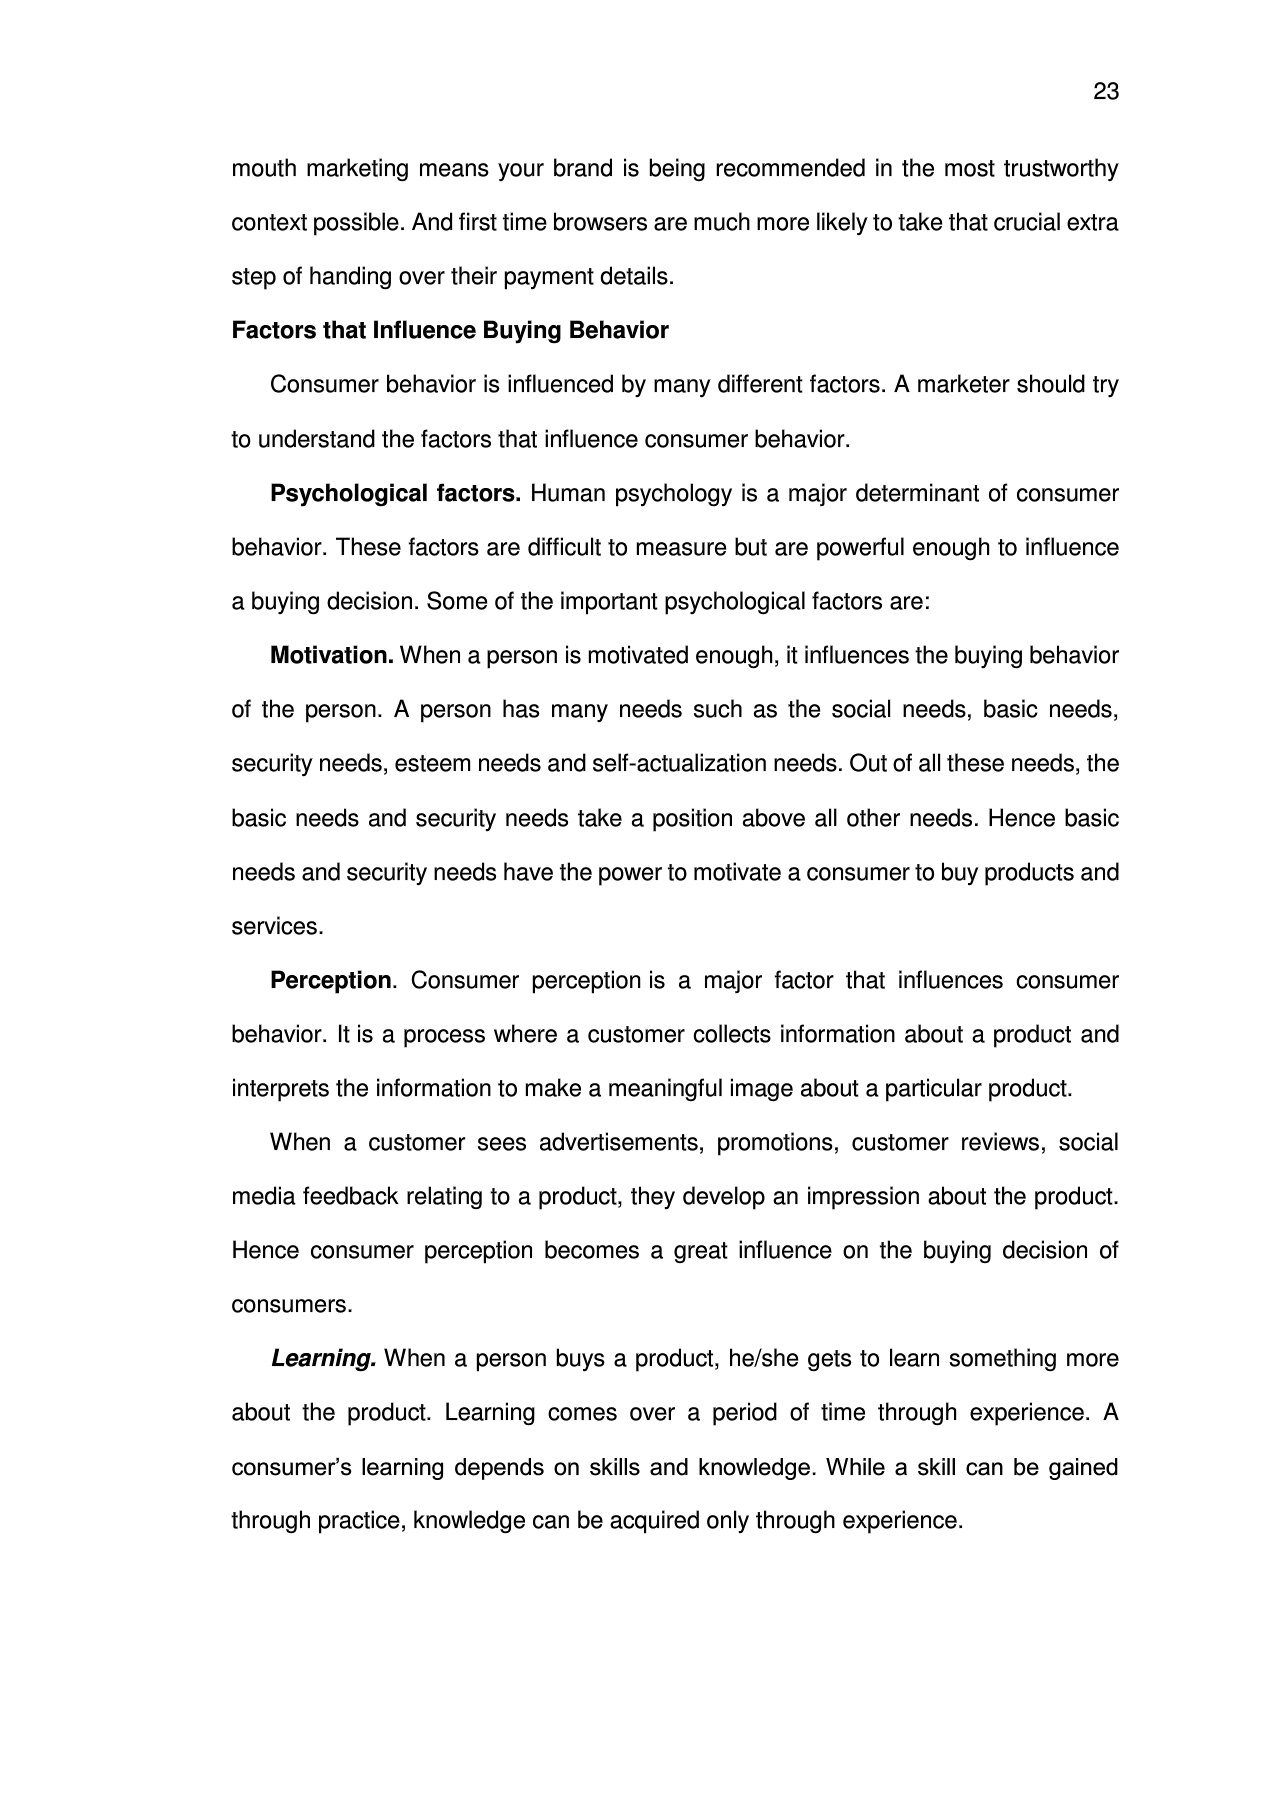 23
mouth marketing means your brand is being recommended in the most trustworthy
context possible. And first time browsers are much more likely to take that crucial extra
step of handing over their payment details.
Factors that Influence Buying Behavior
Consumer behavior is influenced by many different factors. A marketer should try
to understand the factors that influence consumer behavior.
Psychological factors. Human psychology is a major determinant of consumer
behavior. These factors are difficult to measure but are powerful enough to influence
a buying decision. Some of the important psychological factors are:
Motivation. When a person is motivated enough, it influences the buying behavior
of the person. A person has many needs such as the social needs, basic needs,
security needs, esteem needs and self-actualization needs. Out of all these needs, the
basic needs and security needs take a position above all other needs. Hence basic
needs and security needs have the power to motivate a consumer to buy products and
services.
Perception. Consumer perception is a major factor that influences consumer
behavior. It is a process where a customer collects information about a product and
interprets the information to make a meaningful image about a particular product.
When a customer sees advertisements, promotions, customer reviews, social
media feedback relating to a product, they develop an impression about the product.
Hence consumer perception becomes a great influence on the buying decision of
consumers.
Learning. When a person buys a product, he/she gets to learn something more
about the product. Learning comes over a period of time through experience. A
consumer’s learning depends on skills and knowledge. While a skill can be gained
through practice, knowledge can be acquired only through experience.